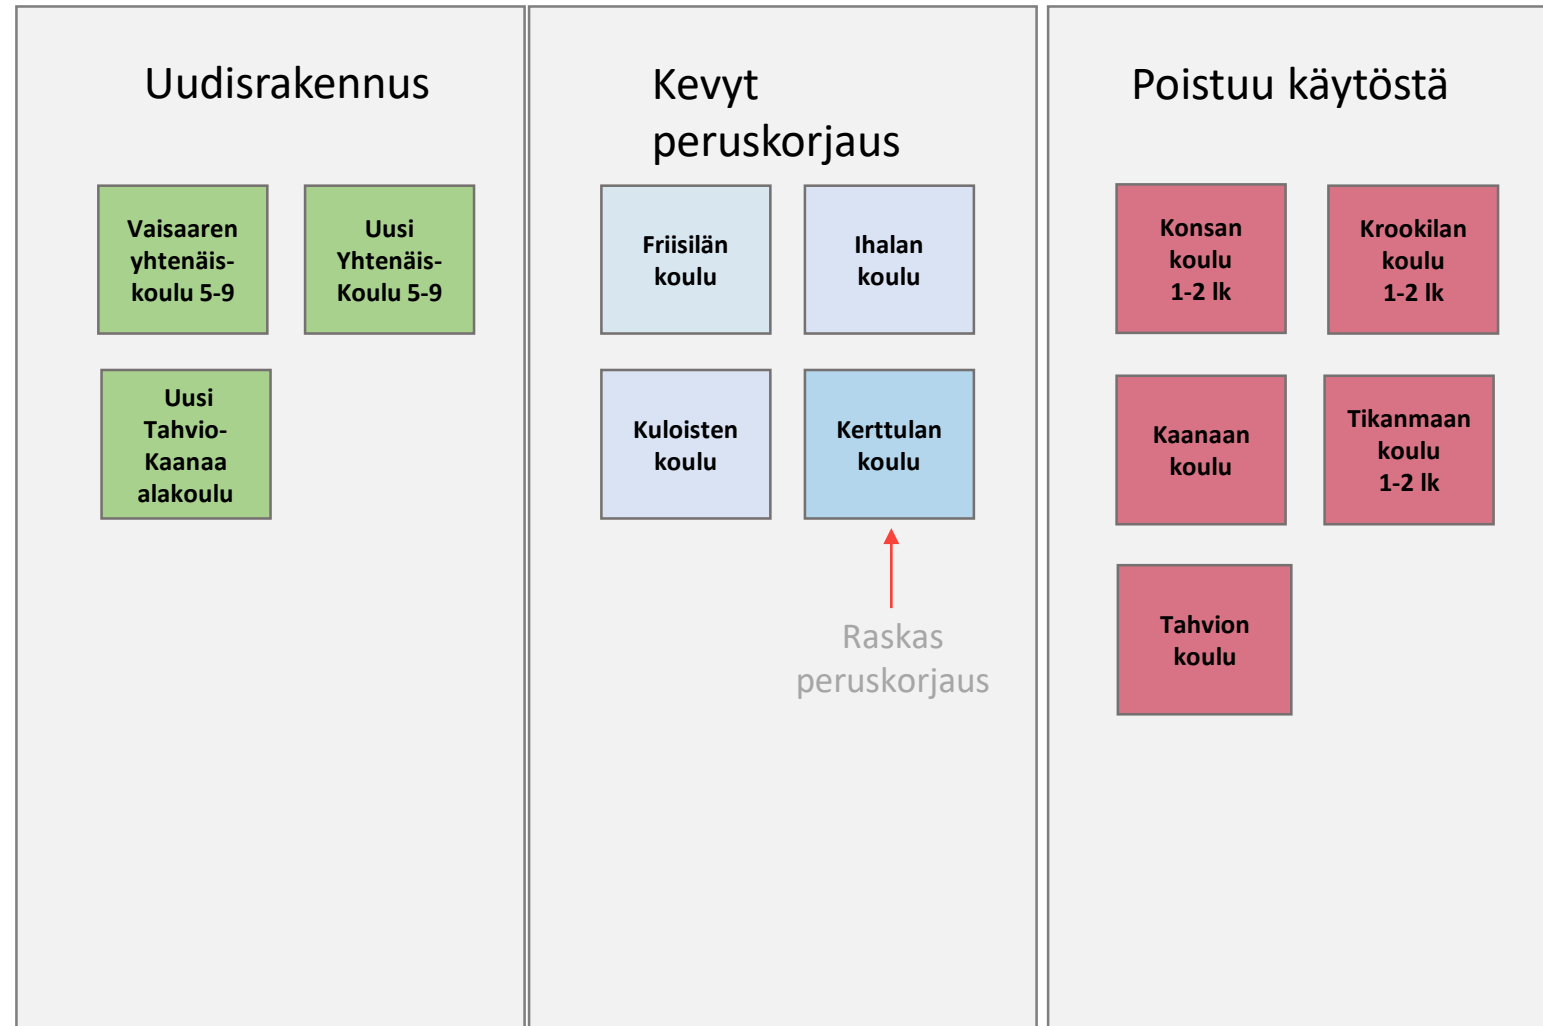 Uudisrakennus
Vaisaaren
yhtenäis-
koulu 5-9
Uusi
Yhtenäis-
Koulu 5-9
Uusi
Tahvio-
Kaanaa
alakoulu
Kevyt
peruskorjaus
Friisilän
koulu
Ihalan
koulu
Kuloisten
koulu
Kerttulan
koulu
Raskas
peruskorjaus
Poistuu käytöstä
Konsan
koulu
1-2 lk
Krookilan
koulu
1-2 lk
Kaanaan
koulu
Tikanmaan
koulu
1-2 lk
Tahvion
koulu